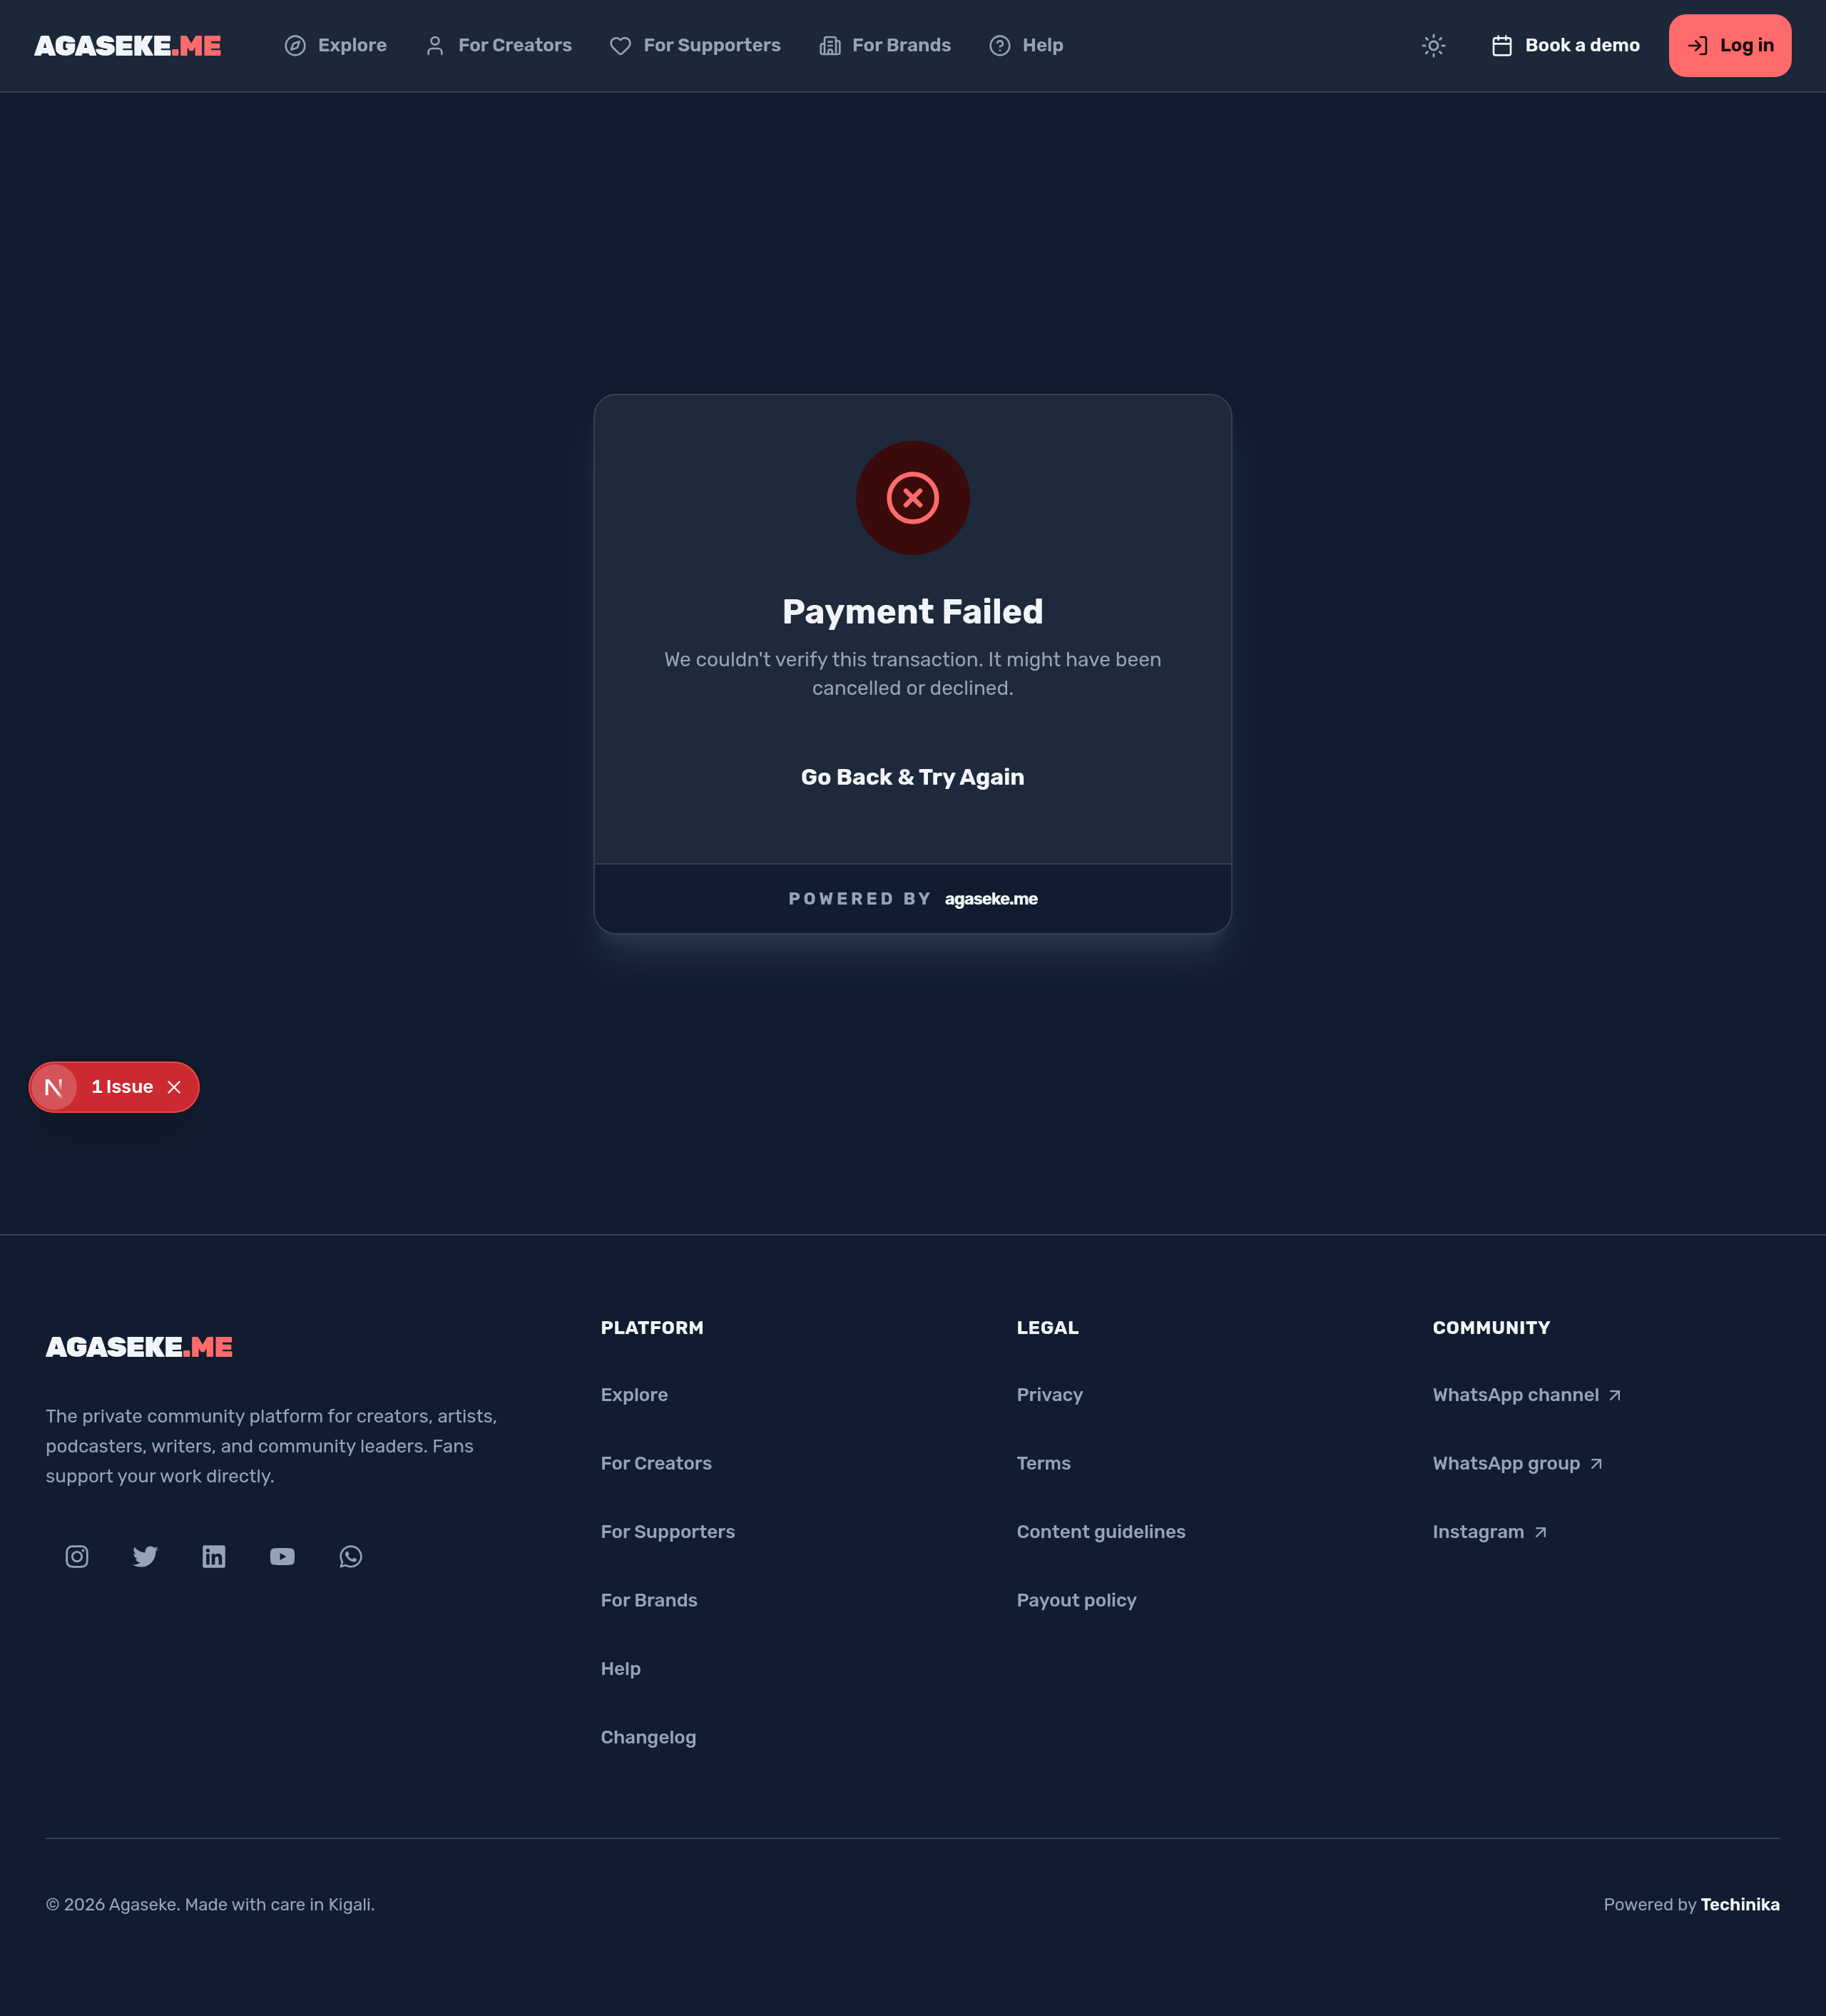 AGASEKE.ME
Explore
For Creators
For Supporters
For Brands
Help
Book a demo
Log in
Payment Failed
We couldn't verify this transaction. It might have been
cancelled or declined.
Go Back & Try Again
POWERED BY agaseke.me
N 1 Issue
AGASEKE.ME
The private community platform for creators, artists,
podcasters, writers, and community leaders. Fans
support your work directly.
PLATFORM
Explore
For Creators
For Supporters
For Brands
Help
Changelog
LEGAL
Privacy
Terms
Content guidelines
Payout policy
COMMUNITY
WhatsApp channel
WhatsApp group
Instagram
© 2026 Agaseke. Made with care in Kigali.
Powered by Techinika